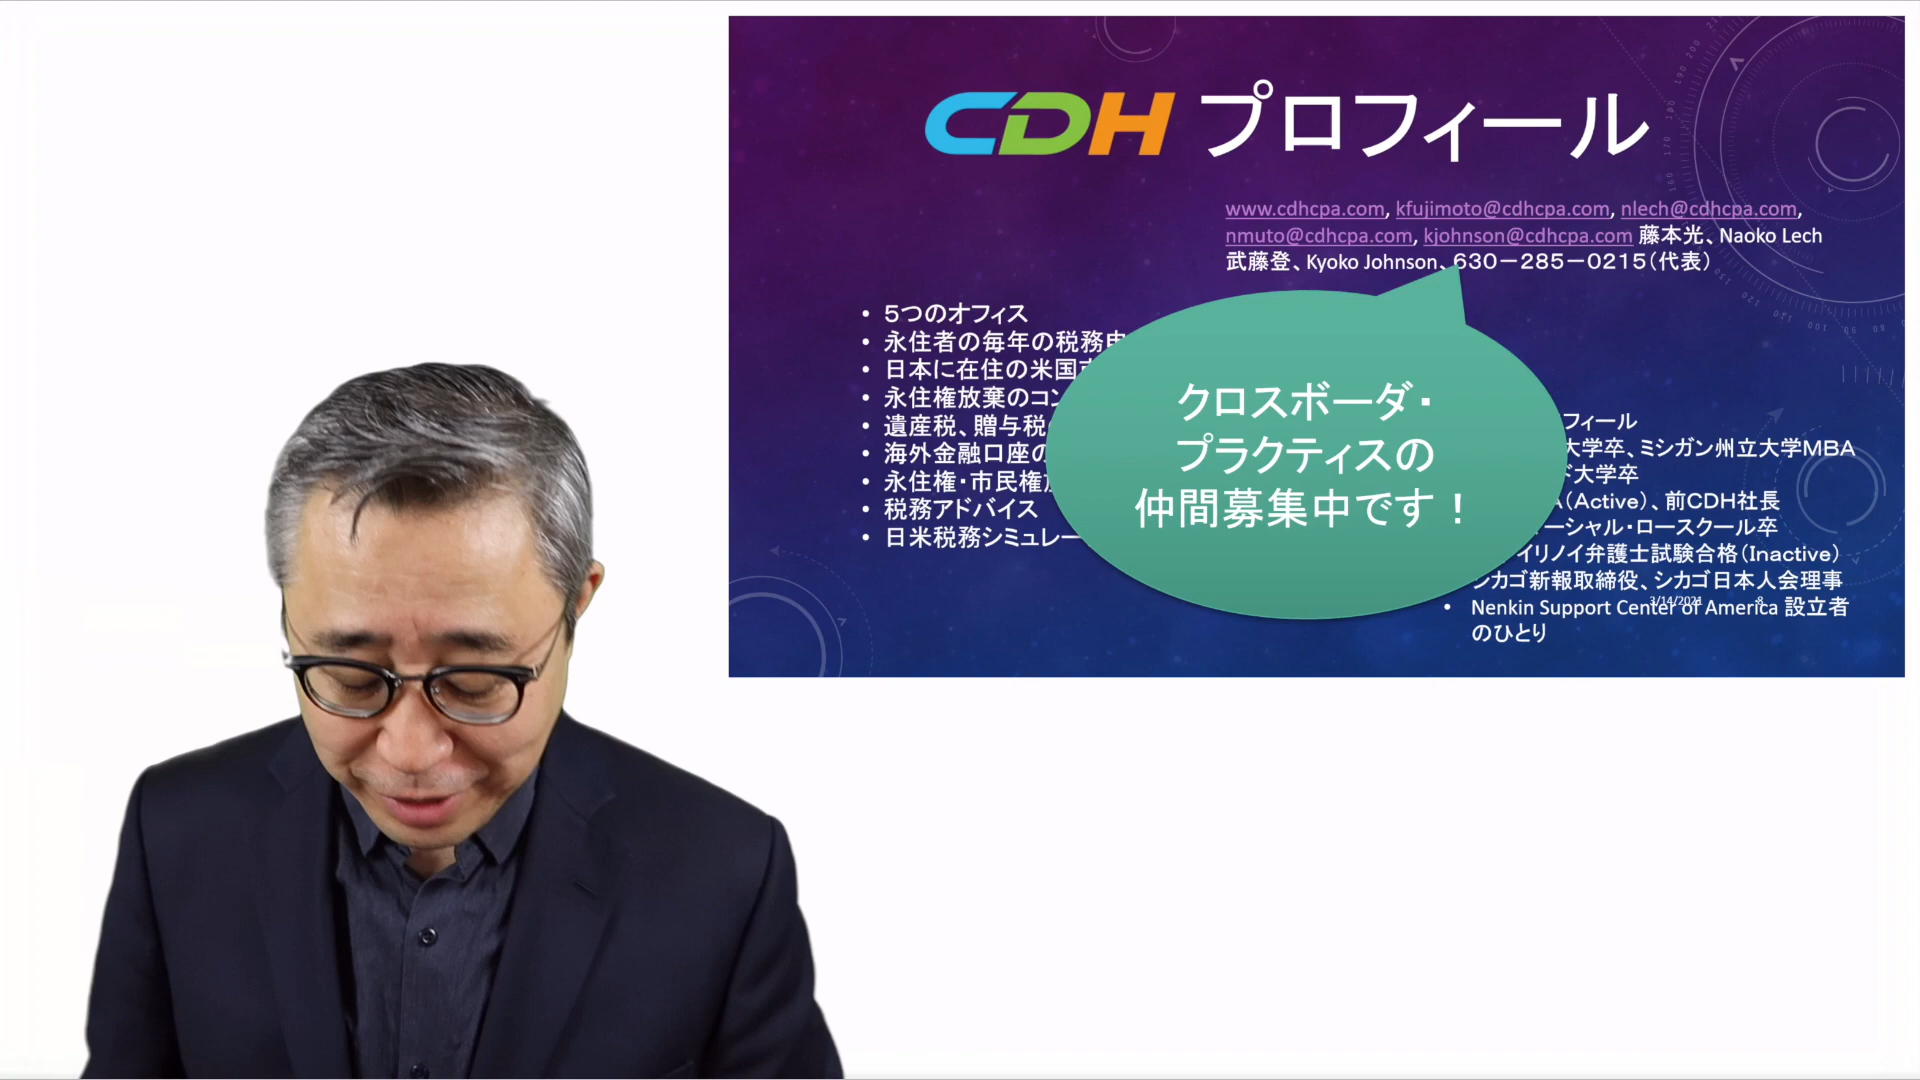 CDH プロフィール
www.cdhcpa.com, kfujimoto@cdhcpa.com, nlech@cdhcpa.com,
nmuto@cdhcpa.com, kjohnson@cdhcpa.com 藤本光、Naoko Lech
武藤登、Kyoko Johnson、630－285－0215（代表）
• 5つのオフィス
• 永住者の毎年の税務申
• 日本に在住の米国市
• 永住権放棄のコン
• 遺産税、贈与税
• 海外金融口座の
• 永住権・市民権
• 税務アドバイス
• 日米税務シミュレー
クロスボーダ・
プラクティスの
仲間募集中です！
フィール
大学卒、ミシガン州立大学MBA
ド大学卒
（Active）、前CDH社長
ーシャル・ロースクール卒
イリノイ弁護士試験合格（Inactive）
シカゴ新報取締役、シカゴ日本人会理事
3/14/2021 8
• Nenkin Support Center of America 設立者
のひとり